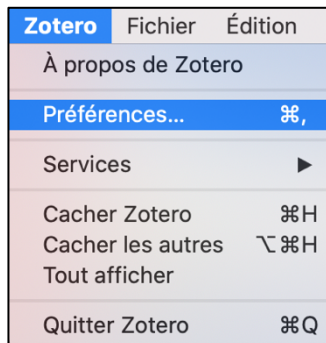 Zotero Fichier Édition
À propos de Zotero
Préférences... ⌘,
Services ▶
Cacher Zotero ⌘H
Cacher les autres ⌥⌘H
Tout afficher
Quitter Zotero ⌘Q